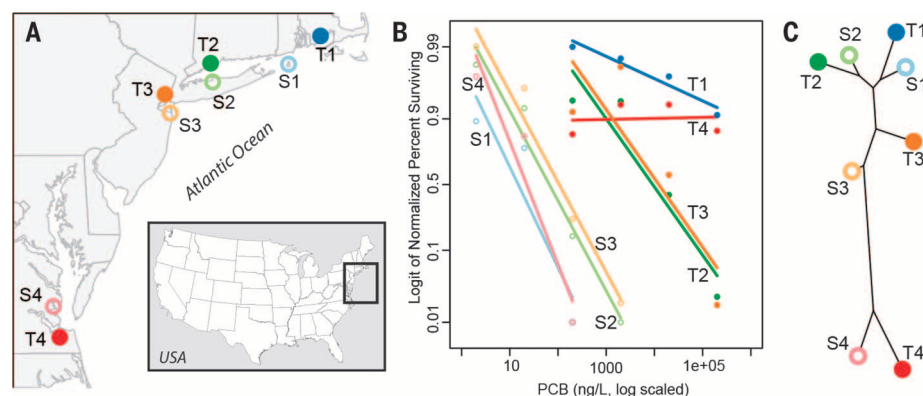 A
T1
T2
S1
S2
T3
S3
Atlantic Ocean
S4
T4
USA
B
Logit of Normalized Percent Surviving
0.99
0.9
0.5
0.1
0.01
S4
S1
T1
T4
T3
S3
T2
S2
10
1000
1e+05
PCB (ng/L, log scaled)
C
S2
T1
T2
S1
T3
S3
S4
T4